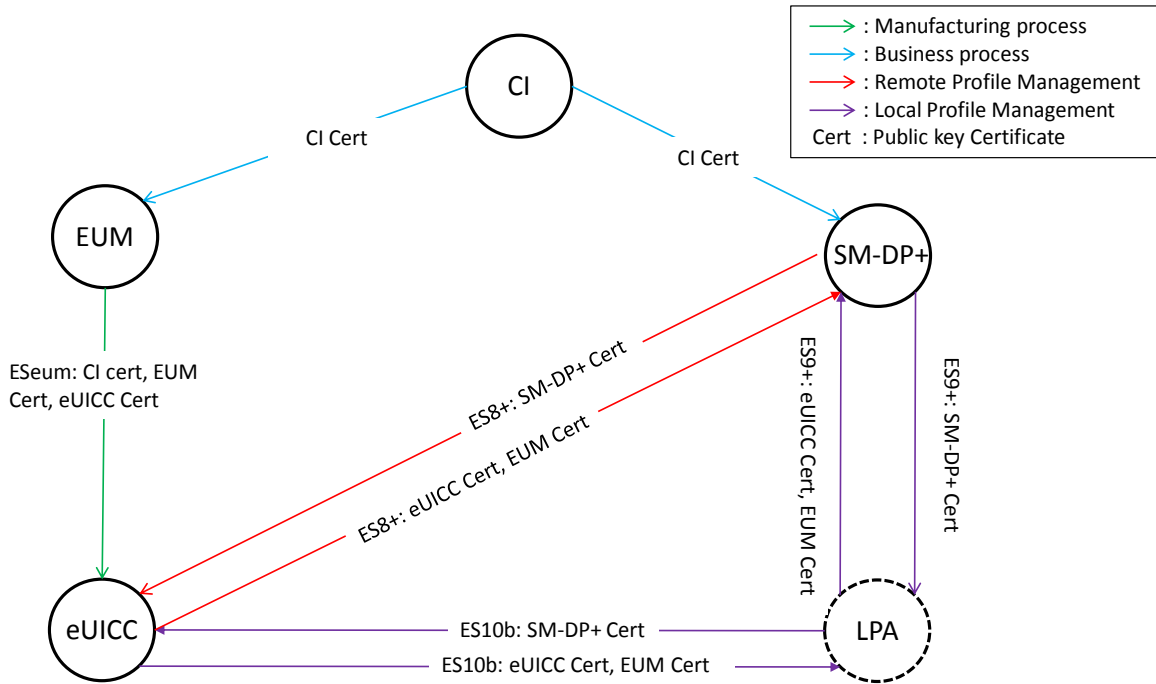 CI
: Manufacturing process
: Business process
: Remote Profile Management
: Local Profile Management
Cert : Public key Certificate
CI Cert
CI Cert
EUM
SM-DP+
ESeum: CI cert, EUM
Cert, eUICC Cert
ES8+: SM-DP+ Cert
ES8+: eUICC Cert, EUM Cert
ES9+: eUICC Cert, EUM Cert
ES9+: SM-DP+ Cert
eUICC
ES10b: SM-DP+ Cert
LPA
ES10b: eUICC Cert, EUM Cert